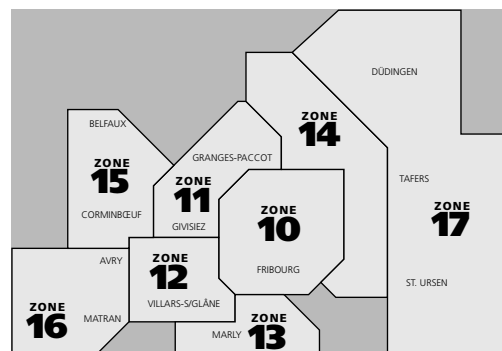 DÜDINGEN
ZONE
14
BELFAUX
GRANGES-PACCOT
ZONE
15
ZONE
11
TAFERS
ZONE
17
CORMINBŒUF
GIVISIEZ
ZONE
10
AVRY
ZONE
12
FRIBOURG
ST. URSEN
VILLARS-S/GLÂNE
ZONE
16
MATRAN
MARLY
ZONE
13